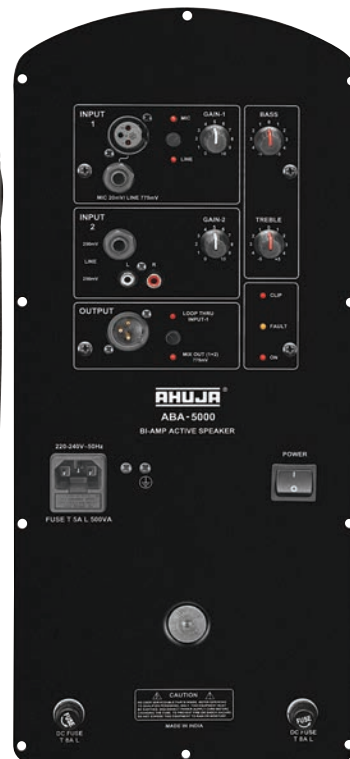 INPUT
1
MIC
GAIN-1
LINE
MIC 20mV/ LINE 775mV
BASS
INPUT
2
250mV
LINE
250mV
L
R
GAIN-2
TREBLE
OUTPUT
LOOP THRU
INPUT-1
MIX OUT (1+2)
775mV
CLIP
FAULT
ON
AHUJA®
ABA-5000
BI-AMP ACTIVE SPEAKER
220-240V~50Hz
FUSE T 5A L 500VA
POWER
CAUTION
MADE IN INDIA
DC FUSE
T 8A L
FUSE
DC FUSE
T 8A L